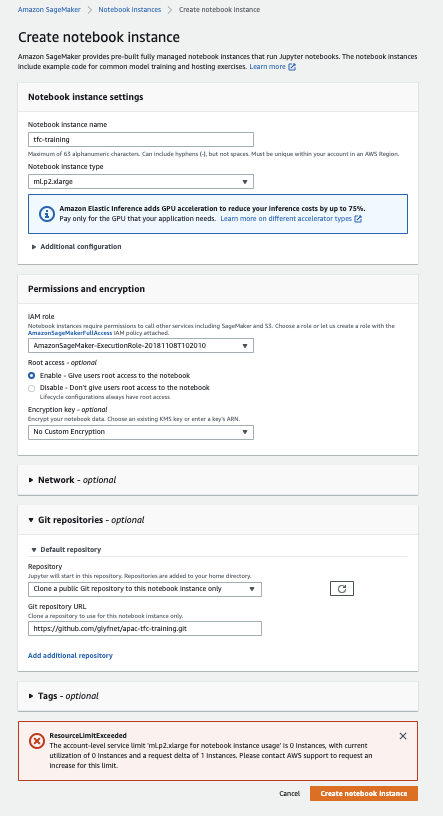 Amazon SageMaker > Notebook instances > Create notebook instance
Create notebook instance
Amazon SageMaker provides pre-built fully managed notebook instances that run Jupyter notebooks. The notebook instances
include example code for common model training and hosting exercises. Learn more
Notebook instance settings
Notebook instance name
tfc-training
Maximum of 63 alphanumeric characters. Can include hyphens (-), but not spaces. Must be unique within your account in an AWS Region.
Notebook instance type
ml.p2.xlarge
Amazon Elastic Inference adds GPU acceleration to reduce your inference costs by up to 75%.
Pay only for the GPU that your application needs. Learn more on different accelerator types
Additional configuration
Permissions and encryption
IAM role
Notebook instances require permissions to call other services including SageMaker and S3. Choose a role or let us create a role with the
AmazonSageMakerFullAccess IAM policy attached.
AmazonSageMaker-ExecutionRole-20181108T102010
Root access - optional
Enable - Give users root access to the notebook
Disable - Don't give users root access to the notebook
Lifecycle configurations always have root access
Encryption key - optional
Encrypt your notebook data. Choose an existing KMS key or enter a key's ARN.
No Custom Encryption
Network - optional
Git repositories - optional
Default repository
Repository
Jupyter will start in this repository. Repositories are added to your home directory.
Clone a public Git repository to this notebook instance only
Git repository URL
Clone a repository to use for this notebook instance only.
https://github.com/glyfnet/apac-tfc-training.git
Add additional repository
Tags - optional
ResourceLimitExceeded
The account-level service limit 'ml.p2.xlarge for notebook instance usage' is 0 Instances, with current
utilization of 0 Instances and a request delta of 1 Instances. Please contact AWS support to request an
increase for this limit.
Cancel Create notebook instance